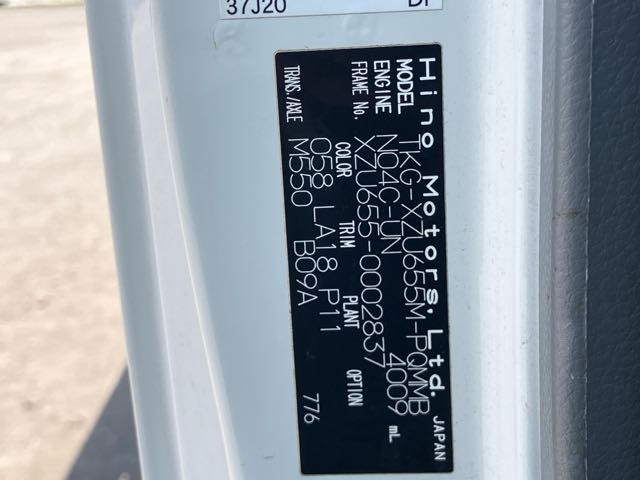 37J20 DP
Hino Motors, Ltd. JAPAN
MODEL TKG-XZU655M-PQMMB
ENGINE N04C-UN 4009 mL
FRAME No. XZU655-0002837
COLOR TRIM PLANT OPTION
058 LA18 P11
TRANS./AXLE M550 B09A
776